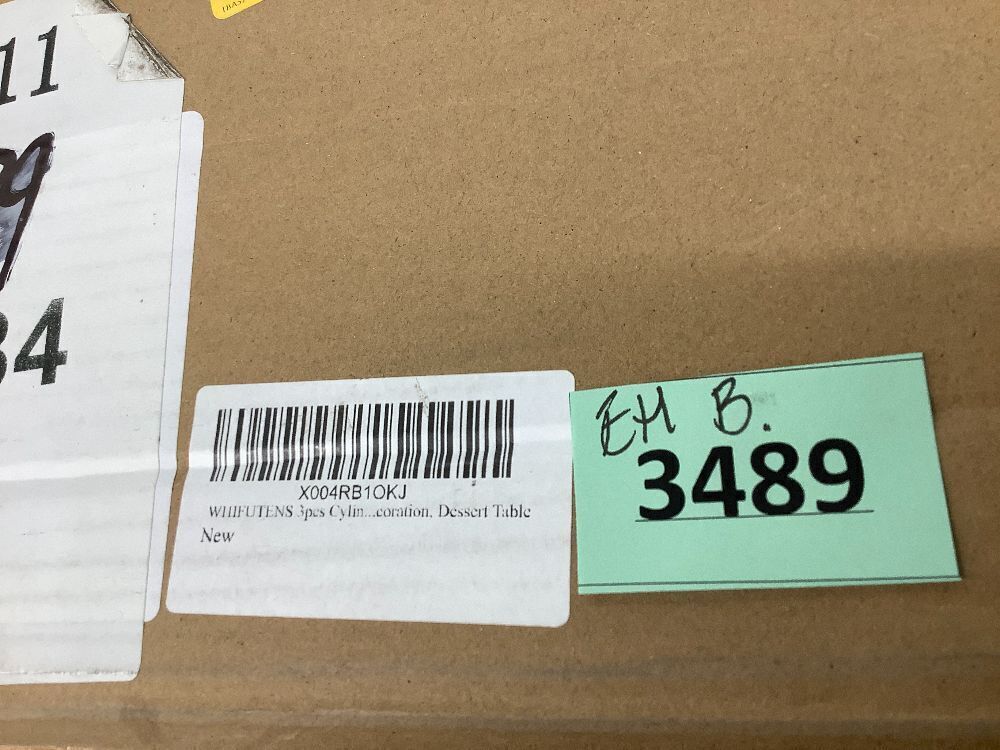 11
34
X004RB1OKJ
WHIFUTENS 3pcs Cylin...coration, Dessert Table
New
EH B.
3489